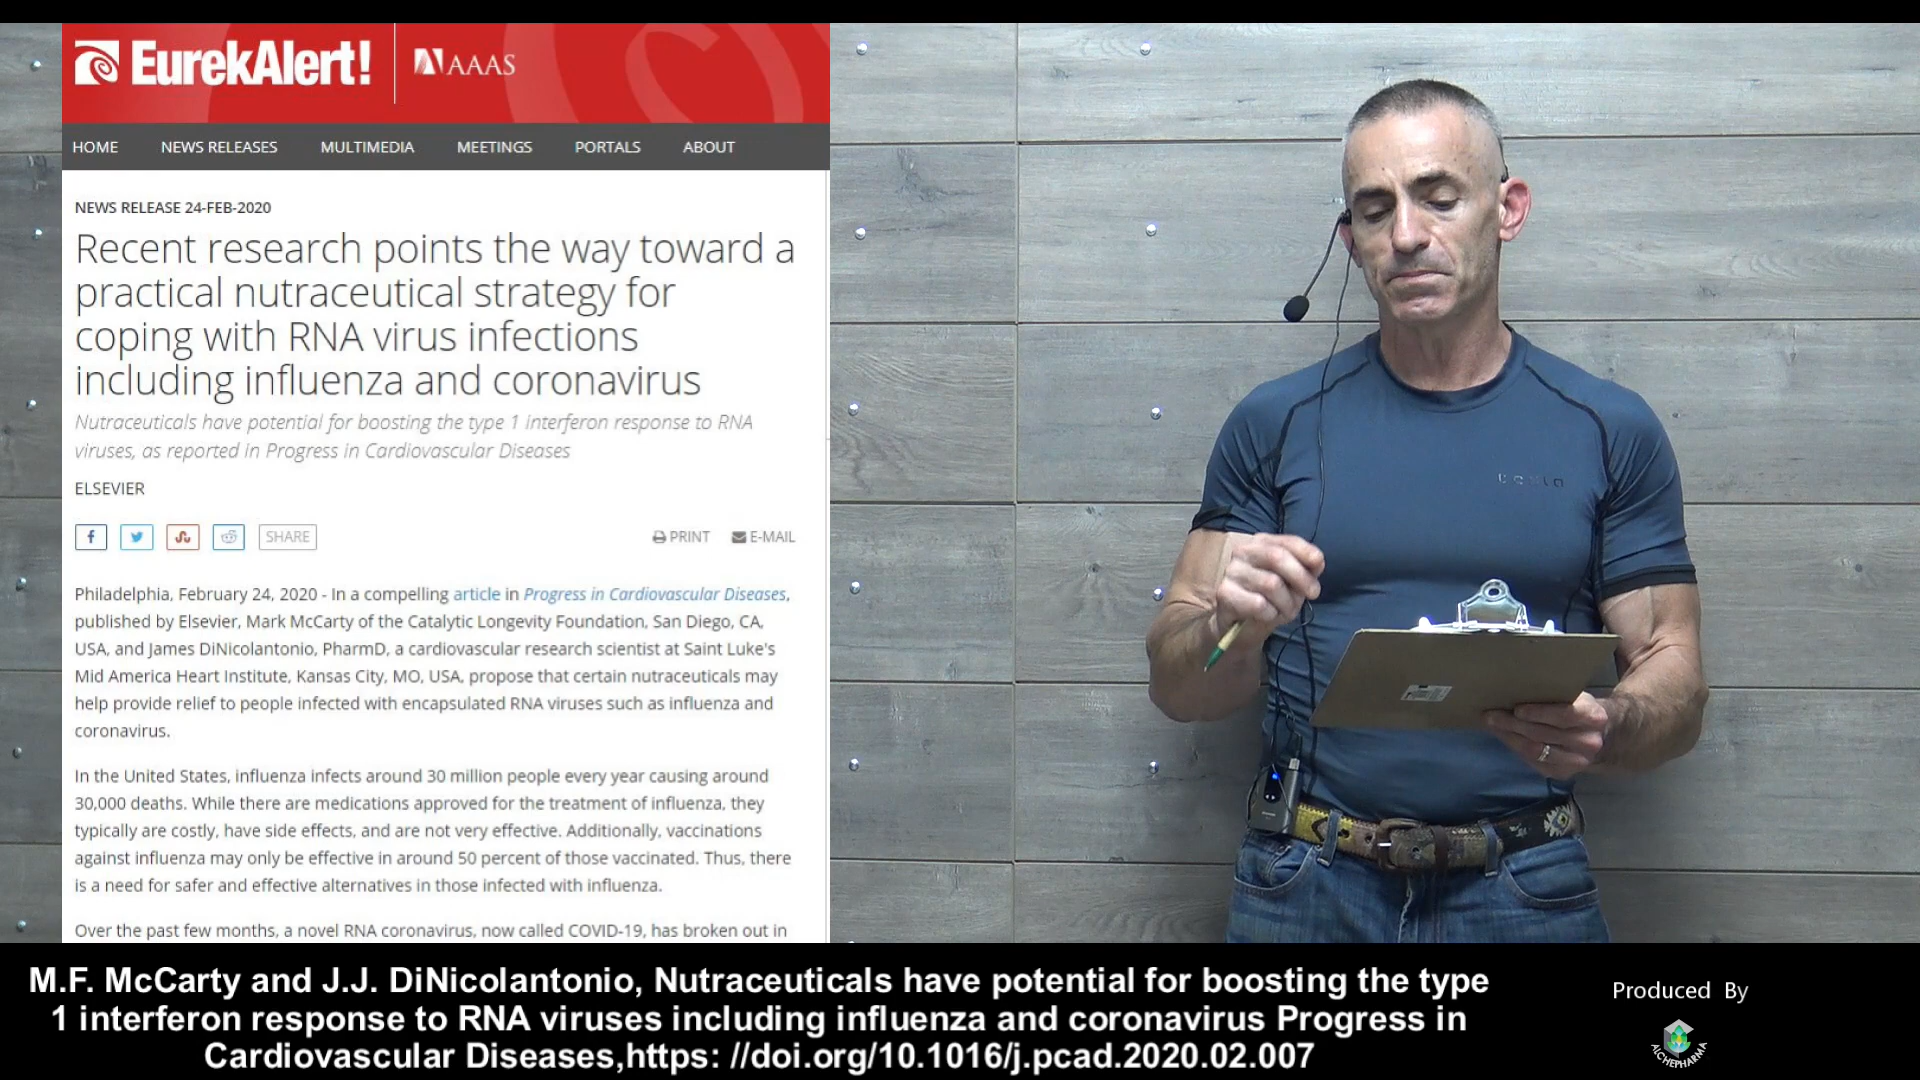 EurekAlert!
AAAS
HOME NEWS RELEASES MULTIMEDIA MEETINGS PORTALS ABOUT
NEWS RELEASE 24-FEB-2020
Recent research points the way toward a
practical nutraceutical strategy for
coping with RNA virus infections
including influenza and coronavirus
Nutraceuticals have potential for boosting the type 1 interferon response to RNA
viruses, as reported in Progress in Cardiovascular Diseases
ELSEVIER
SHARE PRINT E-MAIL
Philadelphia, February 24, 2020 - In a compelling article in Progress in Cardiovascular Diseases,
published by Elsevier, Mark McCarty of the Catalytic Longevity Foundation, San Diego, CA,
USA, and James DiNicolantonio, PharmD, a cardiovascular research scientist at Saint Luke's
Mid America Heart Institute, Kansas City, MO, USA, propose that certain nutraceuticals may
help provide relief to people infected with encapsulated RNA viruses such as influenza and
coronavirus.
In the United States, influenza infects around 30 million people every year causing around
30,000 deaths. While there are medications approved for the treatment of influenza, they
typically are costly, have side effects, and are not very effective. Additionally, vaccinations
against influenza may only be effective in around 50 percent of those vaccinated. Thus, there
is a need for safer and effective alternatives in those infected with influenza.
Over the past few months, a novel RNA coronavirus, now called COVID-19, has broken out in
M.F. McCarty and J.J. DiNicolantonio, Nutraceuticals have potential for boosting the type
1 interferon response to RNA viruses including influenza and coronavirus Progress in
Cardiovascular Diseases,https: //doi.org/10.1016/j.pcad.2020.02.007
Produced By
ALCHEPHARMA